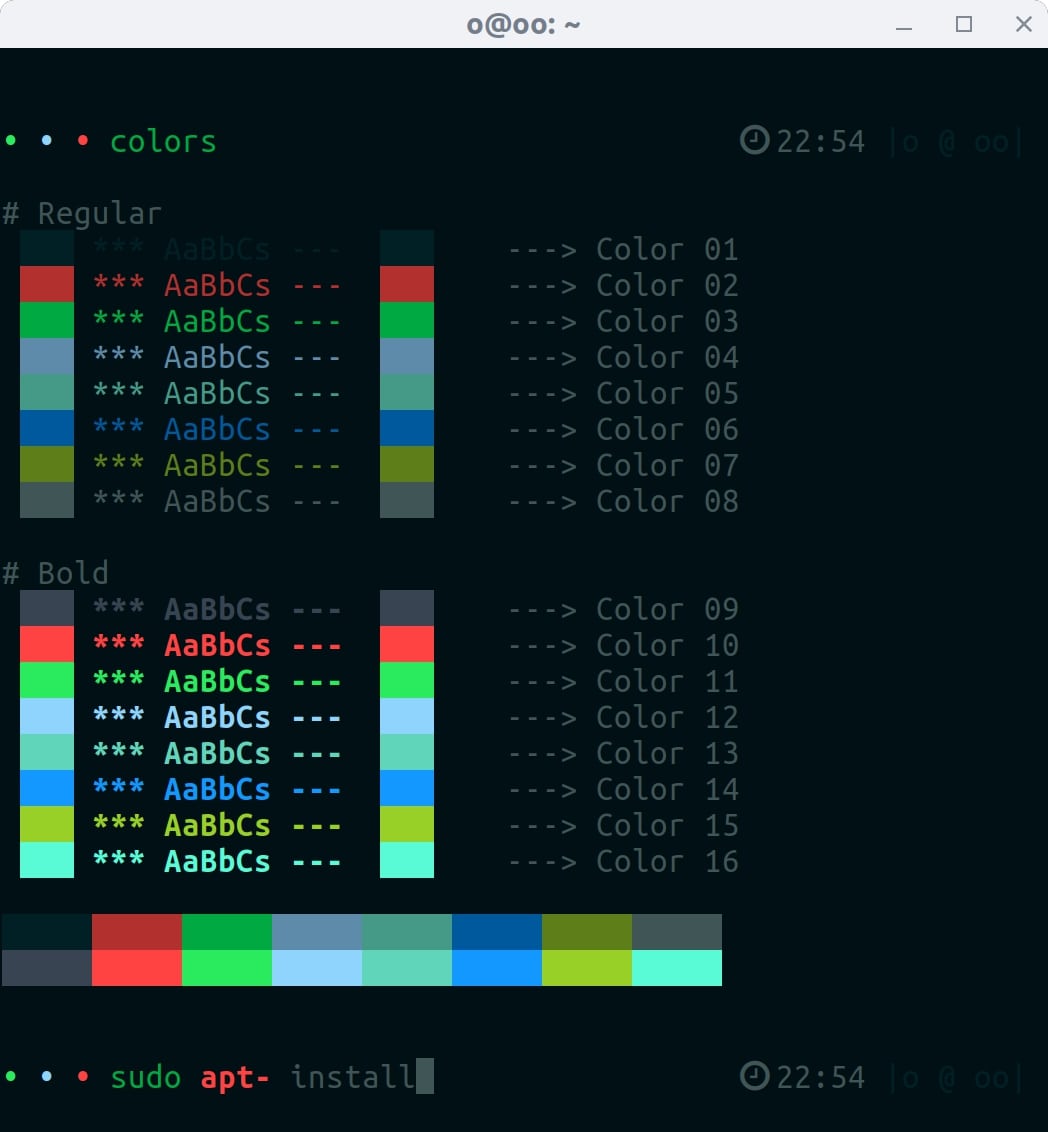 o@oo: ~
• • • colors 22:54 |o @ oo|
# Regular
*** AaBbCs --- ---> Color 01
*** AaBbCs --- ---> Color 02
*** AaBbCs --- ---> Color 03
*** AaBbCs --- ---> Color 04
*** AaBbCs --- ---> Color 05
*** AaBbCs --- ---> Color 06
*** AaBbCs --- ---> Color 07
*** AaBbCs --- ---> Color 08
# Bold
*** AaBbCs --- ---> Color 09
*** AaBbCs --- ---> Color 10
*** AaBbCs --- ---> Color 11
*** AaBbCs --- ---> Color 12
*** AaBbCs --- ---> Color 13
*** AaBbCs --- ---> Color 14
*** AaBbCs --- ---> Color 15
*** AaBbCs --- ---> Color 16
• • • sudo apt- install 22:54 |o @ oo|